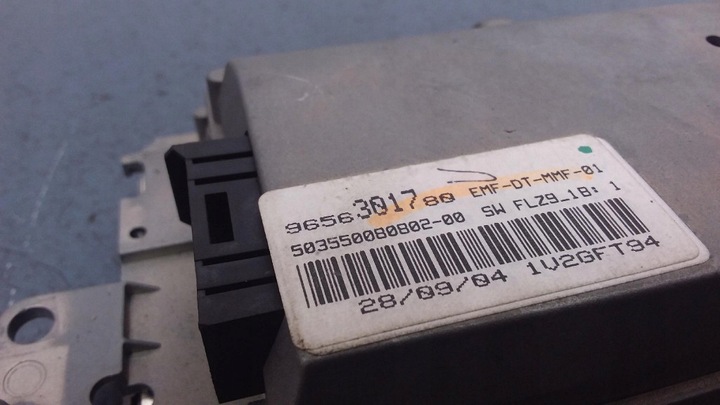 9656301780 EMF-DT-MMF-01
503550080802-00 SW FLZ9_1B: 1
28/09/04 1V2GFT94